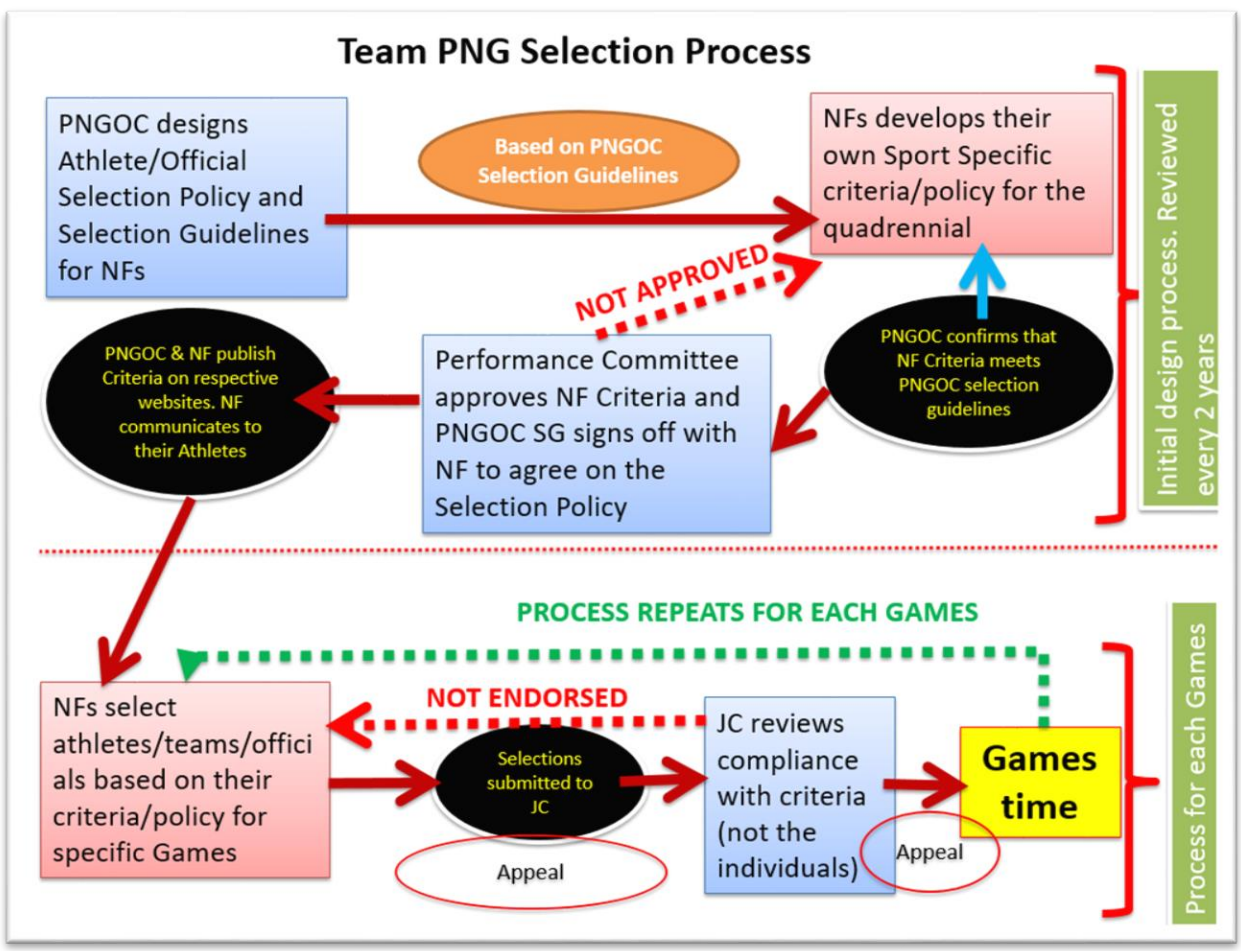 Team PNG Selection Process
PNGOC designs
Athlete/Official
Selection Policy and
Selection Guidelines
for NFs
Based on PNGOC
Selection Guidelines
NFs develops their
own Sport Specific
criteria/policy for the
quadrennial
Initial design process. Reviewed
every 2 years
NOT APPROVED
PNGOC & NF publish
Criteria on respective
websites. NF
communicates to
their Athletes
Performance Committee
approves NF Criteria and
PNGOC SG signs off with
NF to agree on the
Selection Policy
PNGOC confirms that
NF Criteria meets
PNGOC selection
guidelines
PROCESS REPEATS FOR EACH GAMES
Process for each Games
NFs select
athletes/teams/offici
als based on their
criteria/policy for
specific Games
NOT ENDORSED
Selections
submitted to
JC
Appeal
JC reviews
compliance
with criteria
(not the
individuals)
Appeal
Games
time